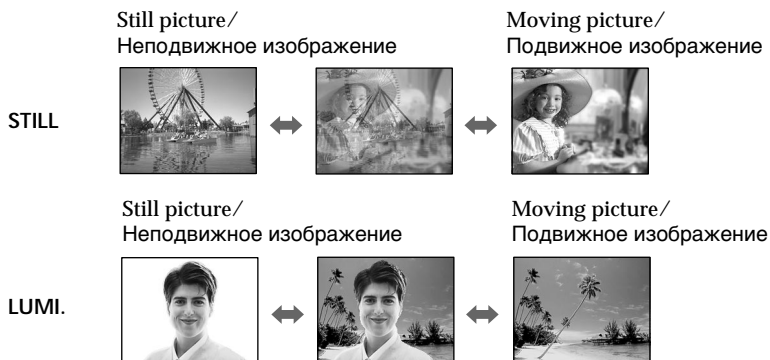 Still picture/
Неподвижное изображение
Moving picture/
Подвижное изображение
STILL
Still picture/
Неподвижное изображение
Moving picture/
Подвижное изображение
LUMI.